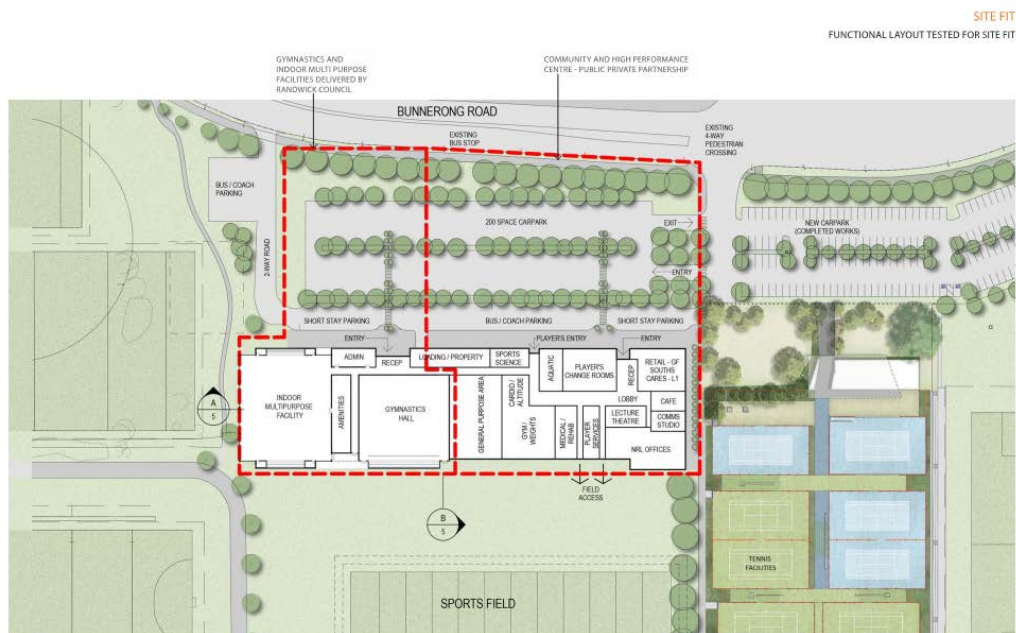 SITE FIT
FUNCTIONAL LAYOUT TESTED FOR SITE FIT
GYMNASTICS AND
INDOOR MULTI PURPOSE
FACILITIES DELIVERED BY
RANDWICK COUNCIL
COMMUNITY AND HIGH PERFORMANCE
CENTRE - PUBLIC PRIVATE PARTNERSHIP
BUNNERONG ROAD
EXISTING
BUS STOP
EXISTING
4-WAY
PEDESTRIAN
CROSSING
BUS / COACH
PARKING
2-WAY ROAD
200 SPACE CARPARK
EXIT
ENTRY
NEW CARPARK
(COMPLETED WORKS)
SHORT STAY PARKING
BUS / COACH PARKING
SHORT STAY PARKING
ENTRY
PLAYER'S ENTRY
ENTRY
ADMIN
RECEP
LOADING / PROPERTY
SPORTS
SCIENCE
AQUATIC
PLAYER'S
CHANGE ROOMS
RECEP
RETAIL - GF
SOUTHS
CARES - L1
INDOOR
MULTIPURPOSE
FACILITY
AMENITIES
GYMNASTICS
HALL
GENERAL PURPOSE AREA
CARDIO /
ALTITUDE
GYM /
WEIGHTS
MEDICAL /
REHAB
PLAYER
SERVICES
LOBBY
LECTURE
THEATRE
CAFE
COMMS
STUDIO
NRL OFFICES
A
5
FIELD
ACCESS
B
5
TENNIS
FACILITIES
SPORTS FIELD